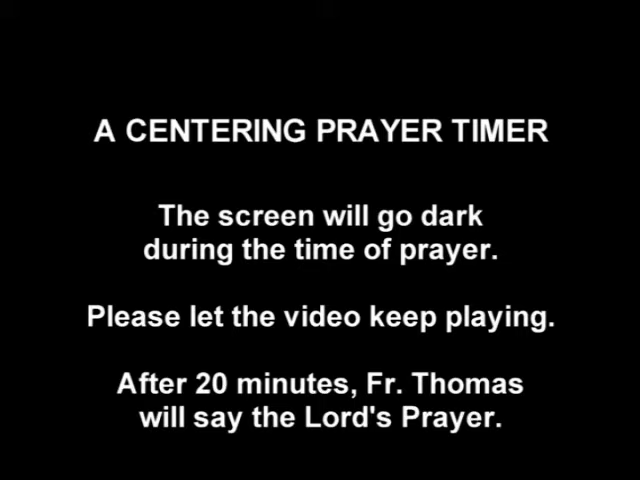 A CENTERING PRAYER TIMER
The screen will go dark
during the time of prayer.
Please let the video keep playing.
After 20 minutes, Fr. Thomas
will say the Lord's Prayer.